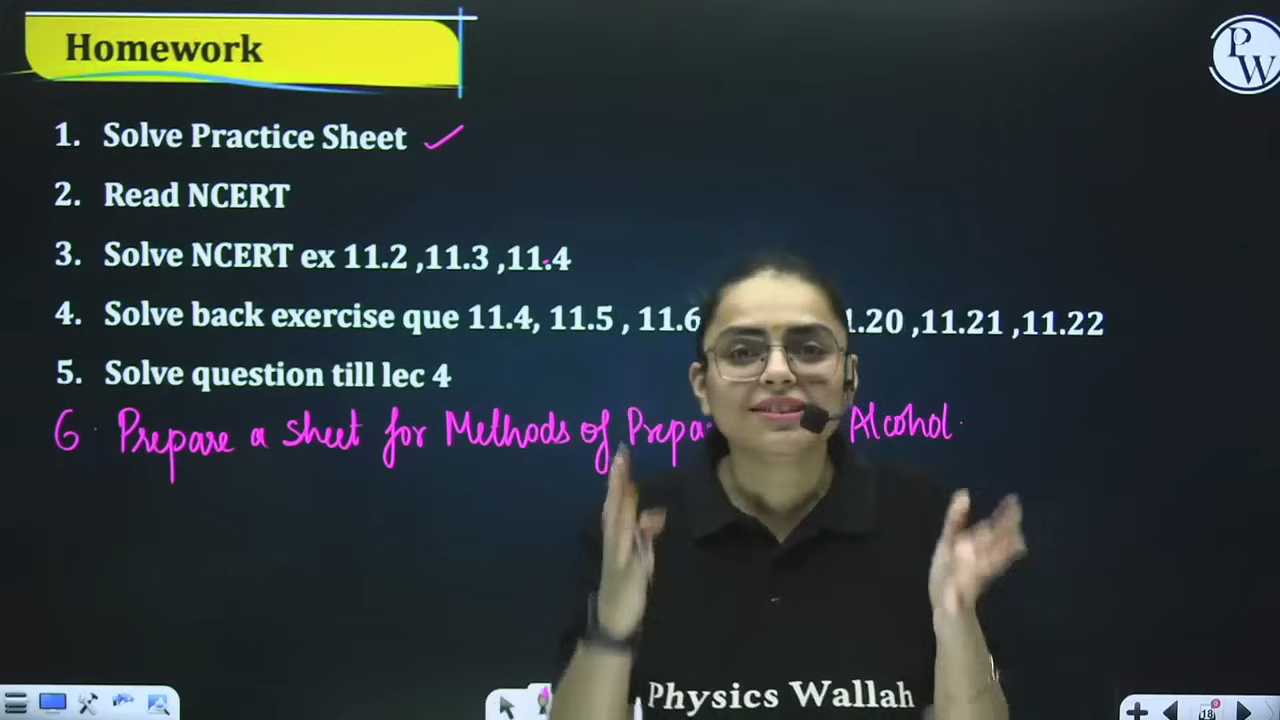 Homework
PW
1. Solve Practice Sheet
2. Read NCERT
3. Solve NCERT ex 11.2 ,11.3 ,11.4
4. Solve back exercise que 11.4, 11.5 , 11.6 .20 ,11.21 ,11.22
5. Solve question till lec 4
6. Prepare a sheet for Methods of Alcohol.
Physics Wallah
18